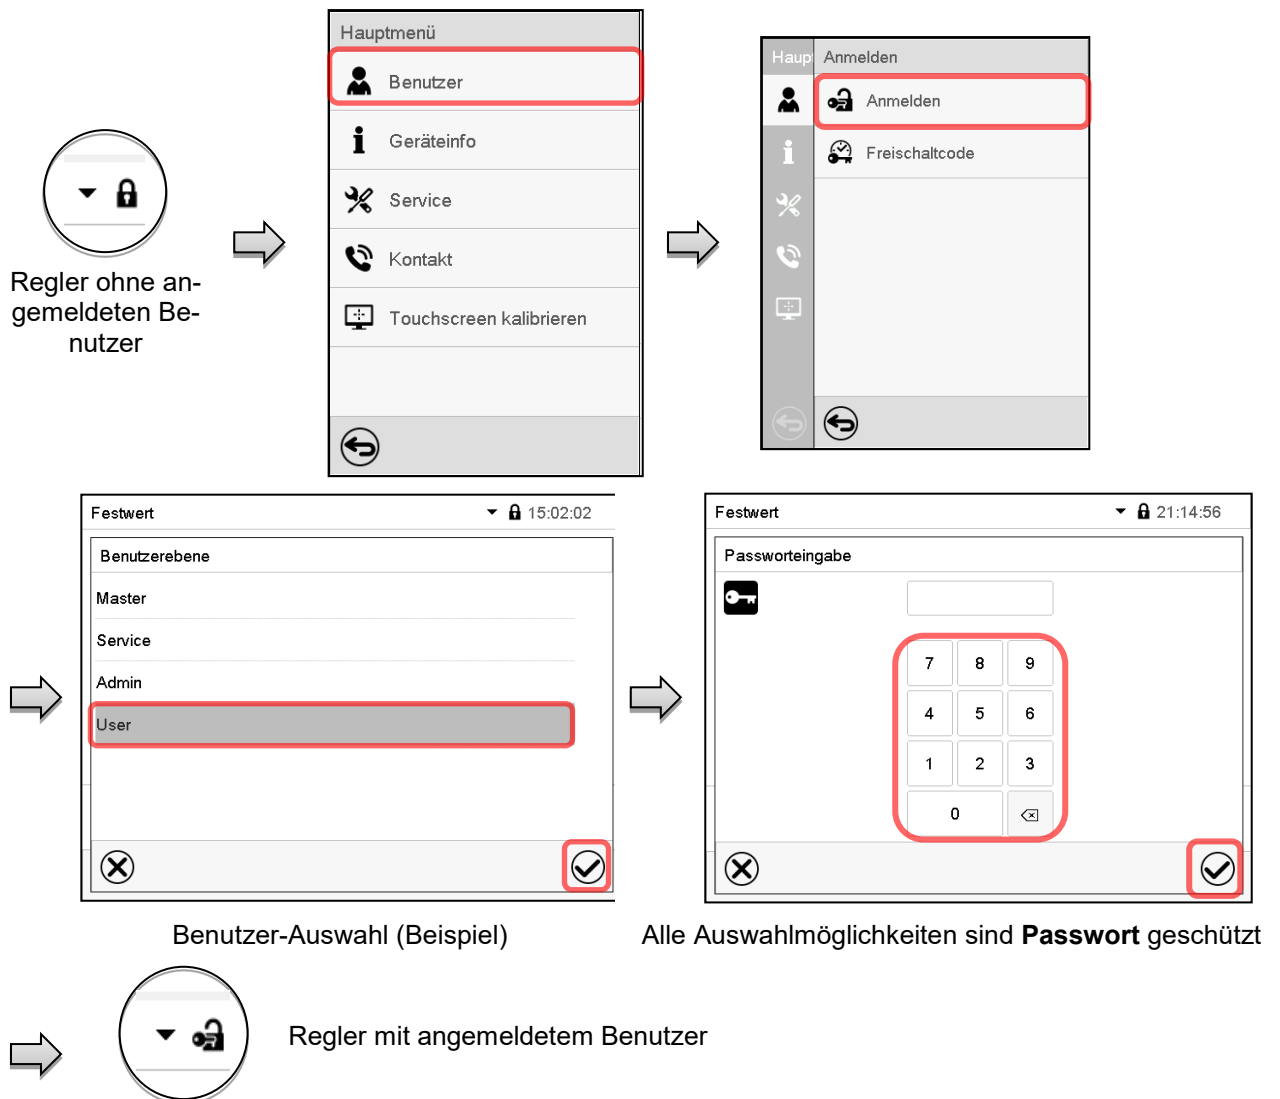 Hauptmenü
Benutzer
Geräteinfo
Service
Kontakt
Touchscreen kalibrieren
Haup
Anmelden
Anmelden
Freischaltcode
Regler ohne an-
gemeldeten Be-
nutzer
Festwert 15:02:02
Benutzerebene
Master
Service
Admin
User
Festwert 21:14:56
Passworteingabe
7 8 9
4 5 6
1 2 3
0
Benutzer-Auswahl (Beispiel)
Alle Auswahlmöglichkeiten sind Passwort geschützt
Regler mit angemeldetem Benutzer